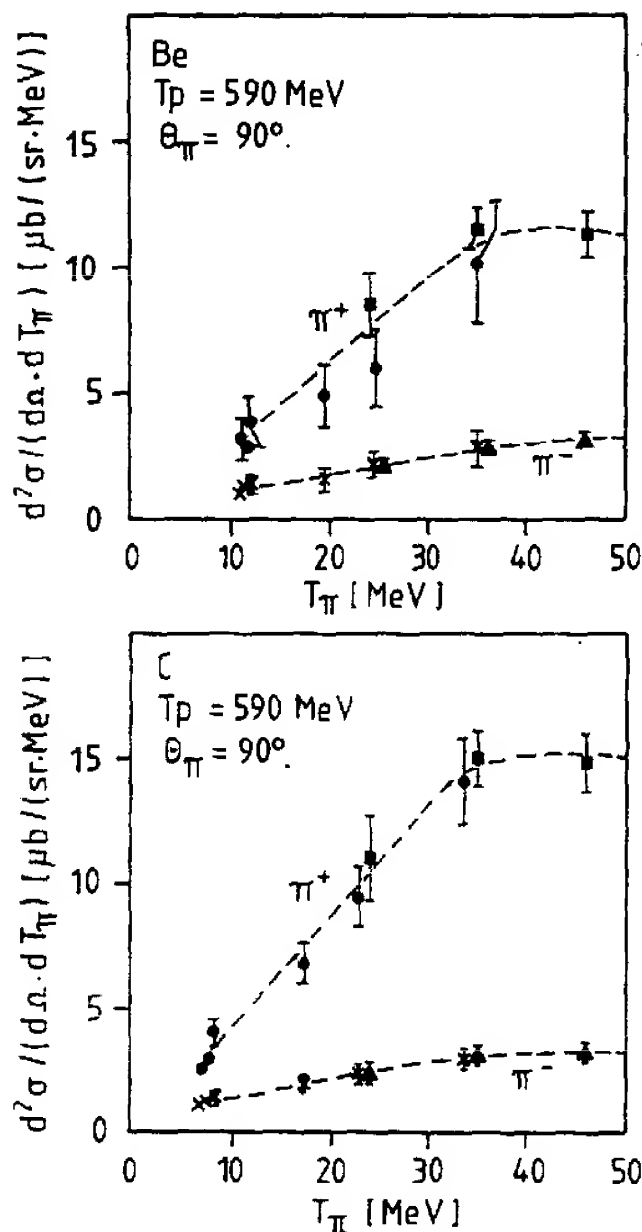 Be
Tp = 590 MeV
Θπ = 90°.
15
10
5
0
π+
π-
0 10 20 30 40 50
Tπ [MeV]
d²σ/(dΩ·dTπ) [μb/(sr·MeV)]
C
Tp = 590 MeV
Θπ = 90°.
15
10
5
0
π+
π-
0 10 20 30 40 50
Tπ [MeV]
d²σ/(dΩ·dTπ) [μb/(sr.MeV)]